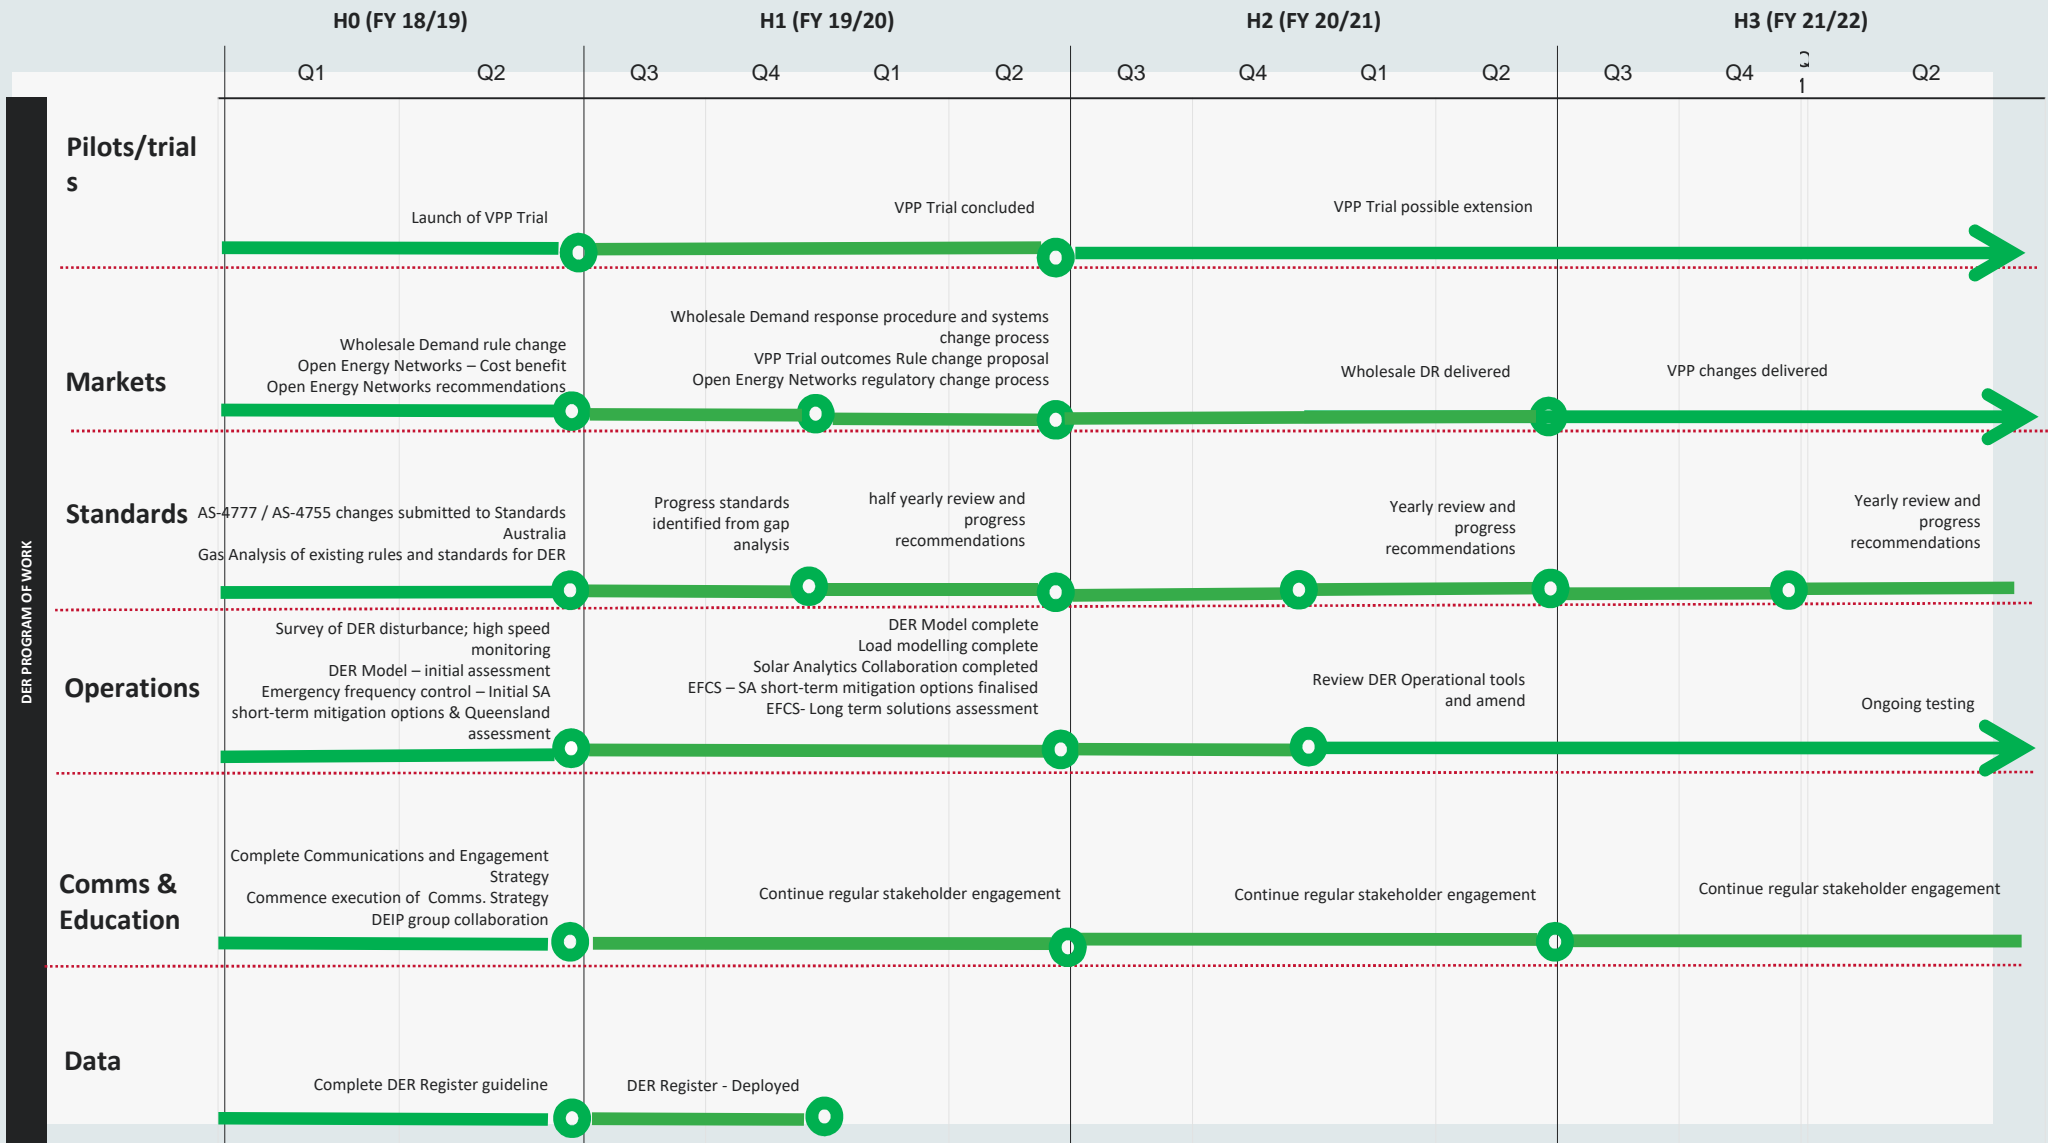 H0 (FY 18/19)
H1 (FY 19/20)
H2 (FY 20/21)
H3 (FY 21/22)
Q1
Q2
Q3
Q4
Q1
Q2
Q3
Q4
Q1
Q2
Q3
Q4
Q
1
Q2
DER PROGRAM OF WORK
Pilots/trial
s
Launch of VPP Trial
VPP Trial concluded
VPP Trial possible extension
Markets
Wholesale Demand rule change
Open Energy Networks – Cost benefit
Open Energy Networks recommendations
Wholesale Demand response procedure and systems
change process
VPP Trial outcomes Rule change proposal
Open Energy Networks regulatory change process
Wholesale DR delivered
VPP changes delivered
Standards
AS-4777 / AS-4755 changes submitted to Standards
Australia
Gas Analysis of existing rules and standards for DER
Progress standards
identified from gap
analysis
half yearly review and
progress
recommendations
Yearly review and
progress
recommendations
Yearly review and
progress
recommendations
Operations
Survey of DER disturbance; high speed
monitoring
DER Model – initial assessment
Emergency frequency control – Initial SA
short-term mitigation options & Queensland
assessment
DER Model complete
Load modelling complete
Solar Analytics Collaboration completed
EFCS – SA short-term mitigation options finalised
EFCS- Long term solutions assessment
Review DER Operational tools
and amend
Ongoing testing
Comms &
Education
Complete Communications and Engagement
Strategy
Commence execution of  Comms. Strategy
DEIP group collaboration
Continue regular stakeholder engagement
Continue regular stakeholder engagement
Continue regular stakeholder engagement
Data
Complete DER Register guideline
DER Register - Deployed